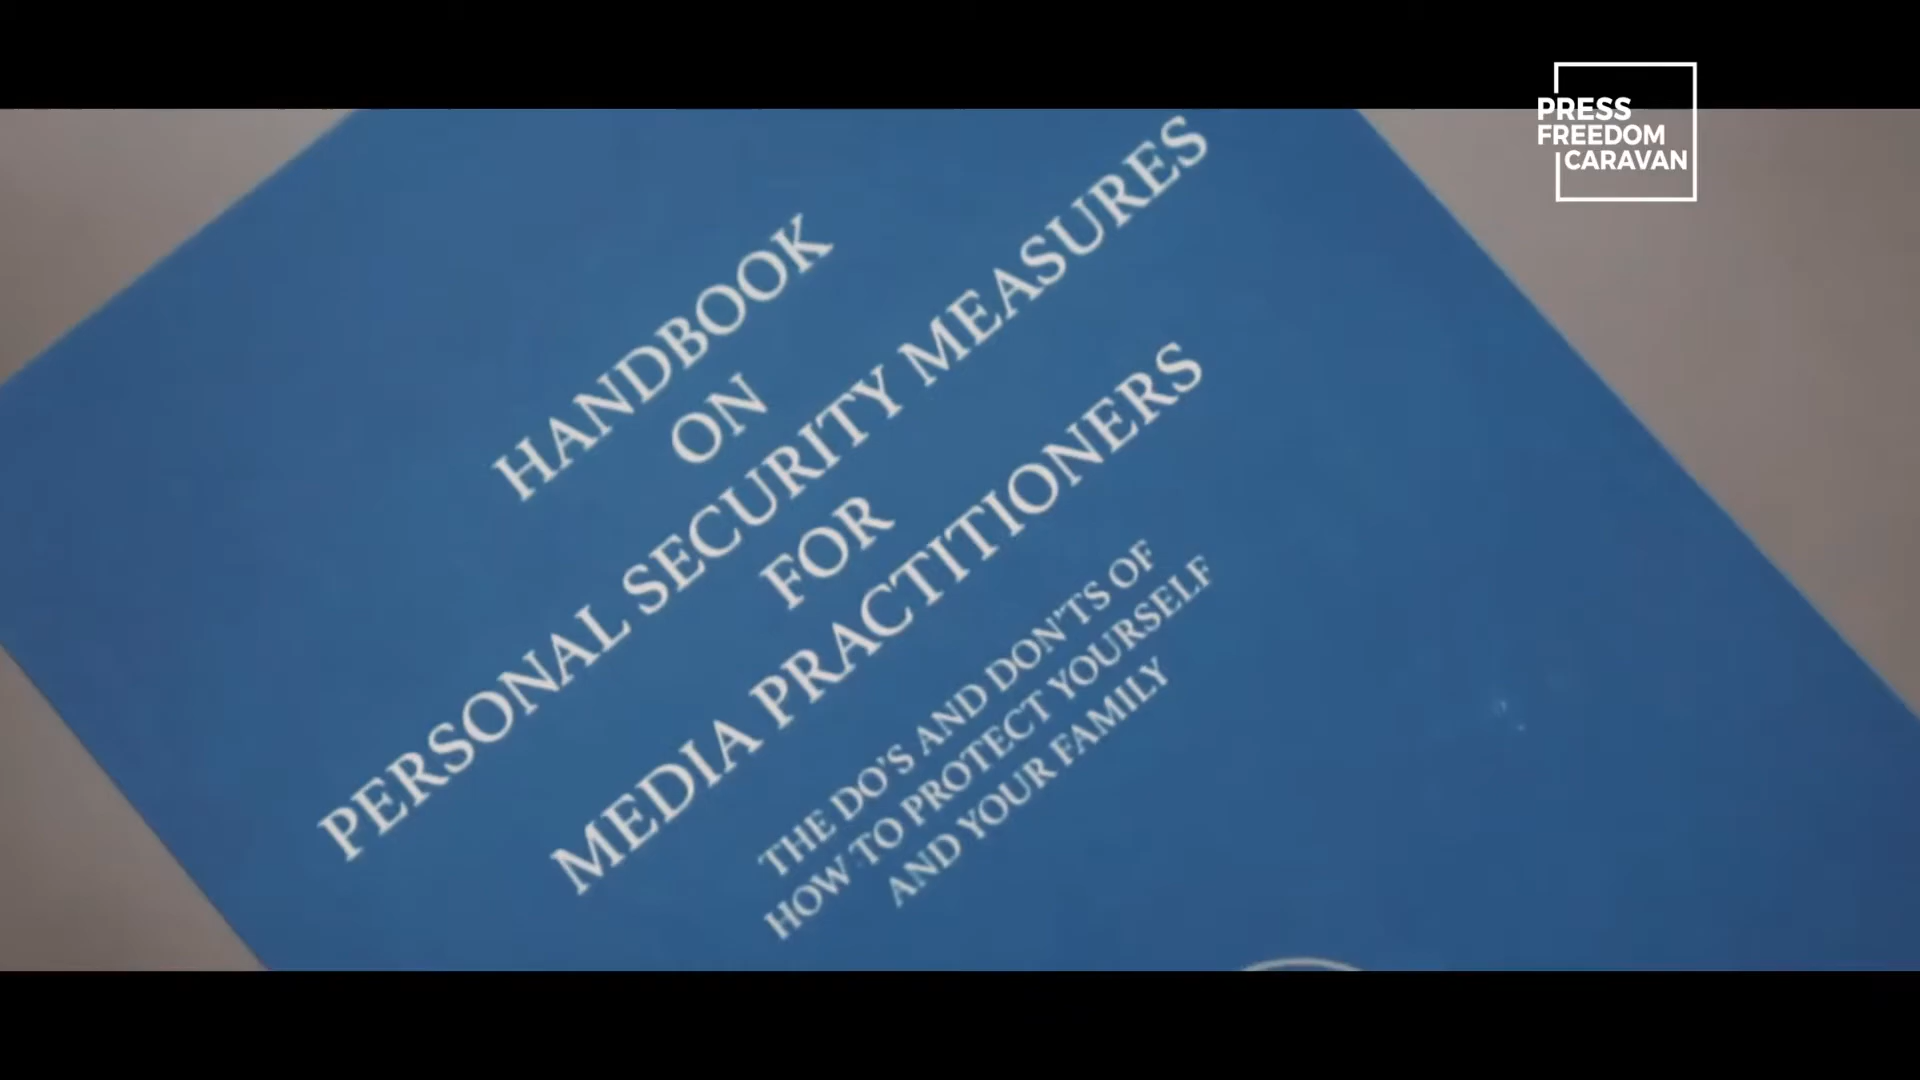 PRESS
FREEDOM
CARAVAN
HANDBOOK
ON
PERSONAL SECURITY MEASURES
FOR
MEDIA PRACTITIONERS
THE DO'S AND DON'TS OF
HOW TO PROTECT YOURSELF
AND YOUR FAMILY